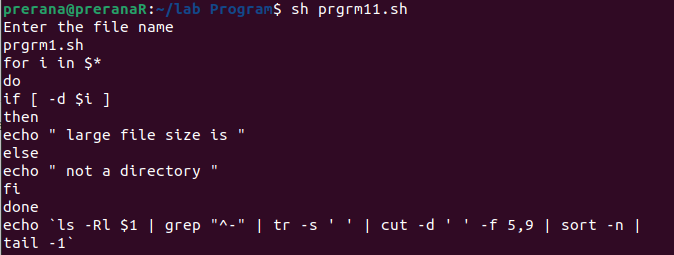 prerana@preranaR:~/lab Program$ sh prgrm11.sh
Enter the file name
prgrm1.sh
for i in $*
do
if [ -d $i ]
then
echo " large file size is "
else
echo " not a directory "
fi
done
echo `ls -Rl $1 | grep "^-" | tr -s ' ' | cut -d ' ' -f 5,9 | sort -n |
tail -1`